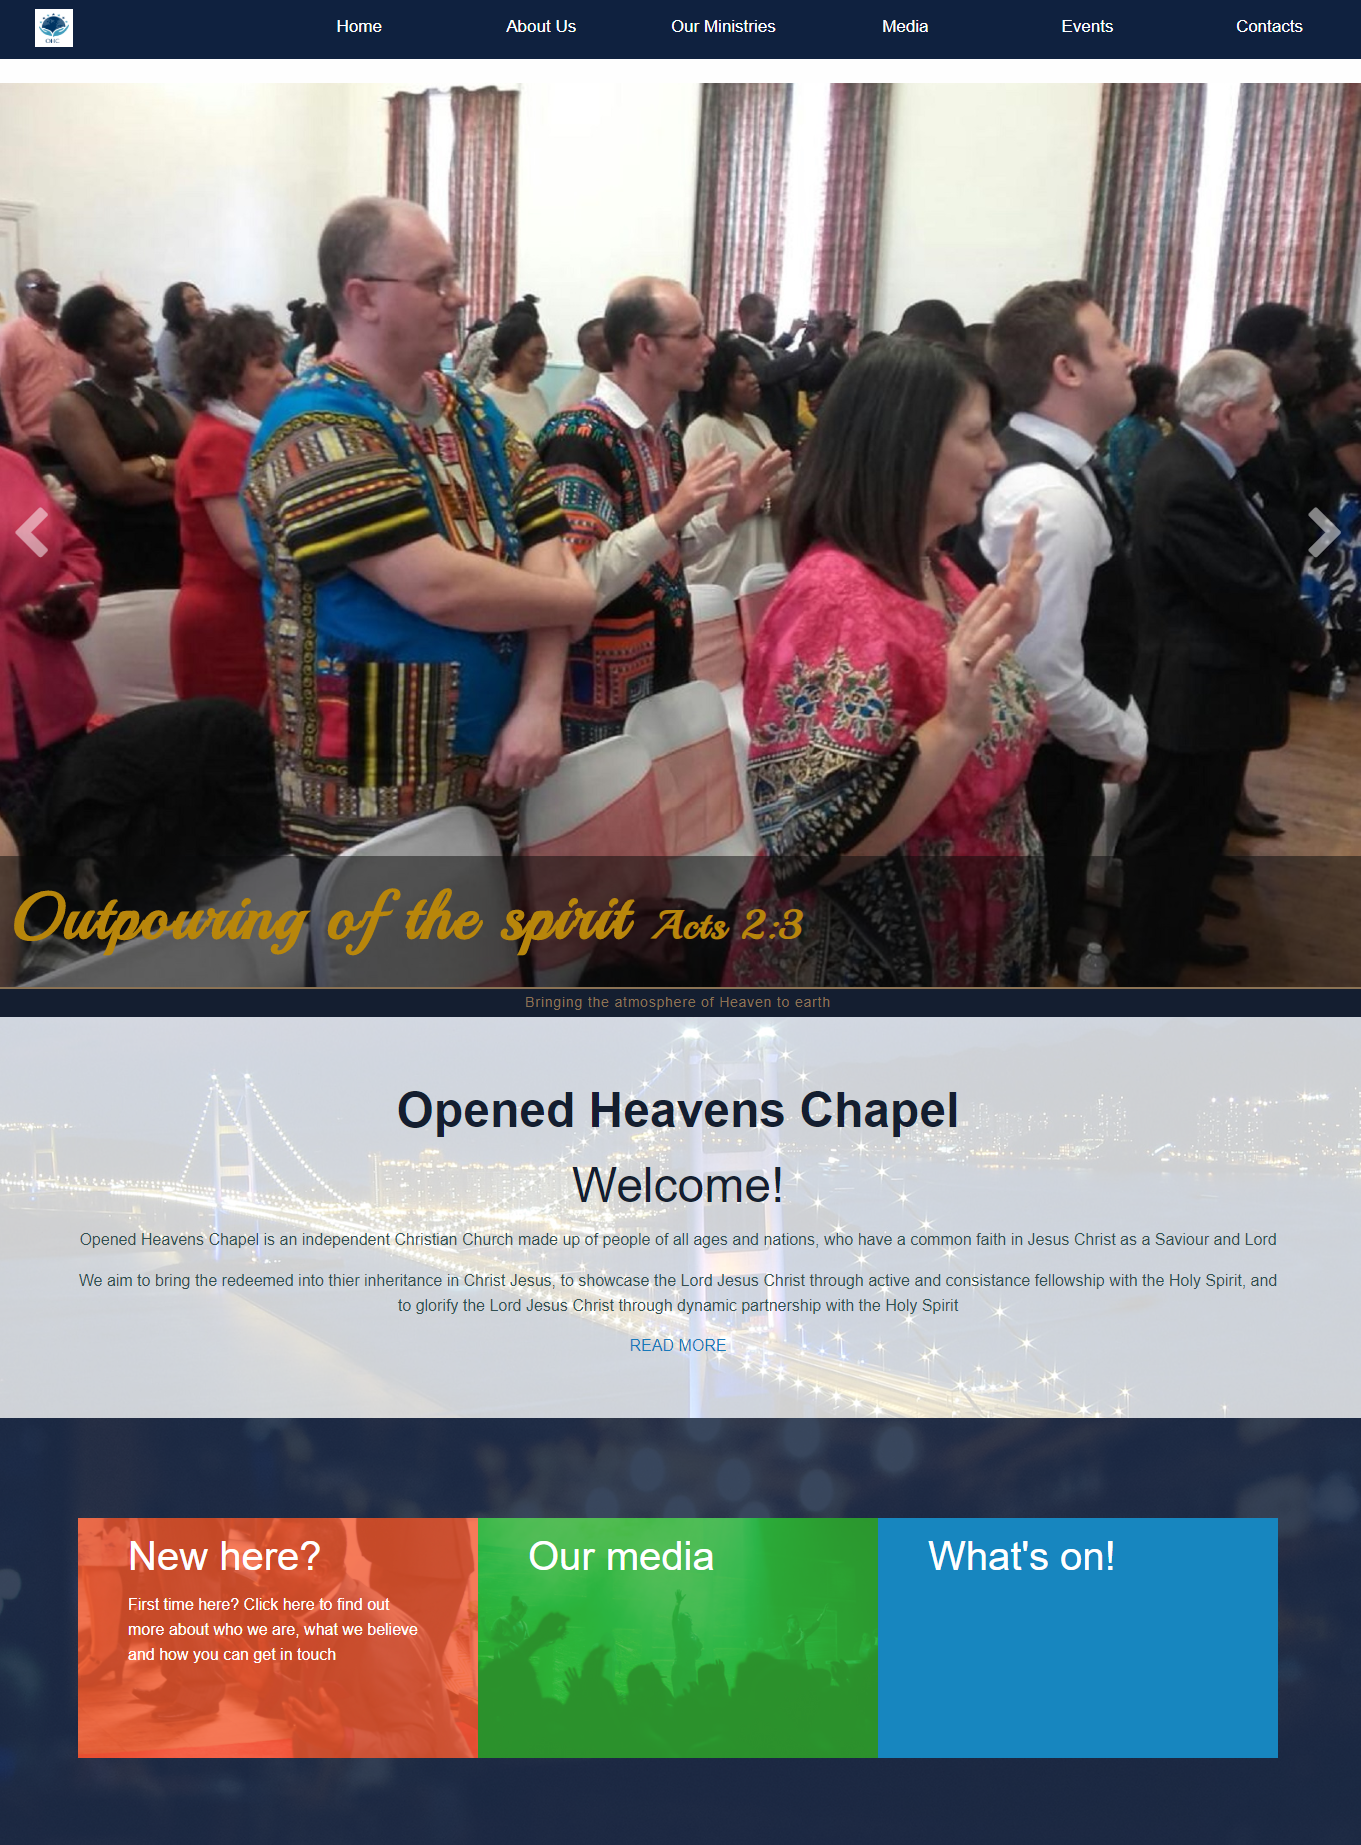 OHC
Home
About Us
Our Ministries
Media
Events
Contacts
Outpouring of the spirit Acts 2:3
Bringing the atmosphere of Heaven to earth
Opened Heavens Chapel
Welcome!
Opened Heavens Chapel is an independent Christian Church made up of people of all ages and nations, who have a common faith in Jesus Christ as a Saviour and Lord
We aim to bring the redeemed into thier inheritance in Christ Jesus, to showcase the Lord Jesus Christ through active and consistance fellowship with the Holy Spirit, and
to glorify the Lord Jesus Christ through dynamic partnership with the Holy Spirit
READ MORE
New here?
First time here? Click here to find out
more about who we are, what we believe
and how you can get in touch
Our media
What's on!